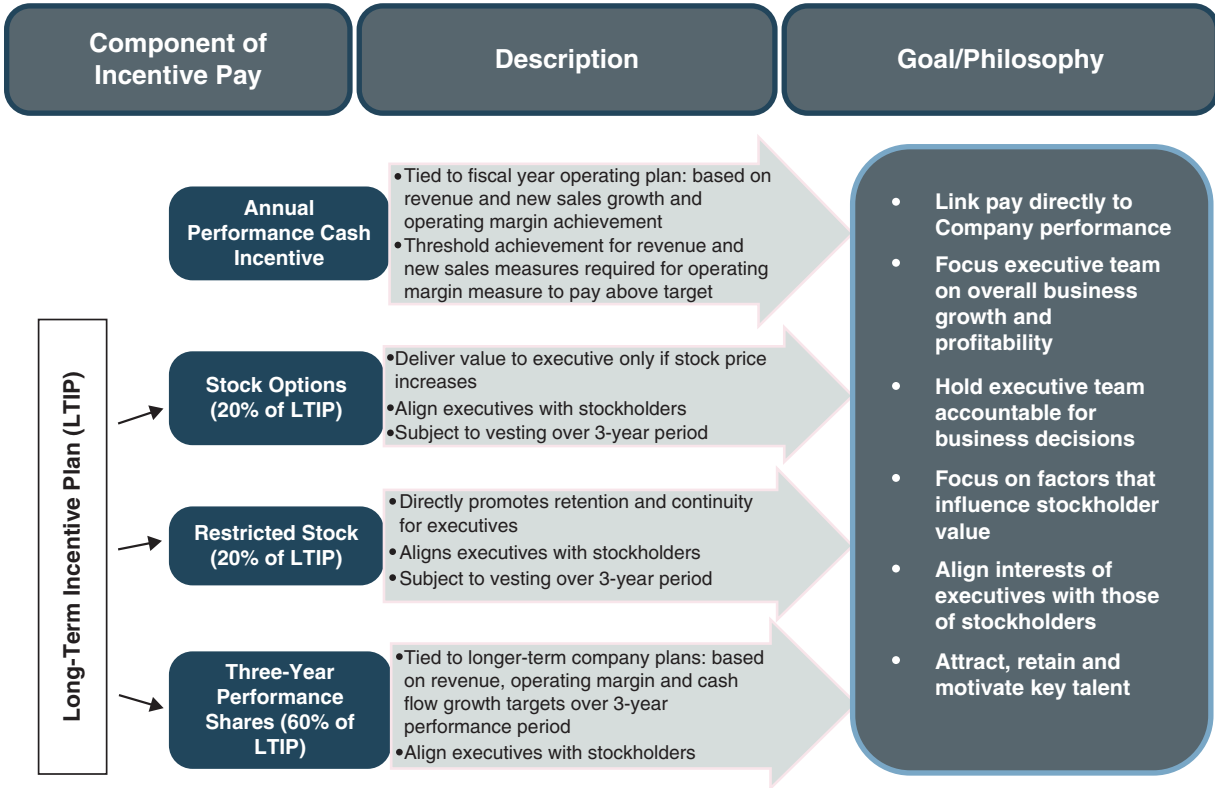 Component of
Incentive Pay
Description
Goal/Philosophy
Annual
Performance Cash
Incentive
•Tied to fiscal year operating plan: based on
revenue and new sales growth and
operating margin achievement
•Threshold achievement for revenue and
new sales measures required for operating
margin measure to pay above target
Long-Term Incentive Plan (LTIP)
Stock Options
(20% of LTIP)
•Deliver value to executive only if stock price
increases
•Align executives with stockholders
•Subject to vesting over 3-year period
Restricted Stock
(20% of LTIP)
•Directly promotes retention and continuity
for executives
•Aligns executives with stockholders
•Subject to vesting over 3-year period
Three-Year
Performance
Shares (60% of
LTIP)
•Tied to longer-term company plans: based
on revenue, operating margin and cash
flow growth targets over 3-year
performance period
•Align executives with stockholders
• Link pay directly to
Company performance
• Focus executive team
on overall business
growth and
profitability
• Hold executive team
accountable for
business decisions
• Focus on factors that
influence stockholder
value
• Align interests of
executives with those
of stockholders
• Attract, retain and
motivate key talent